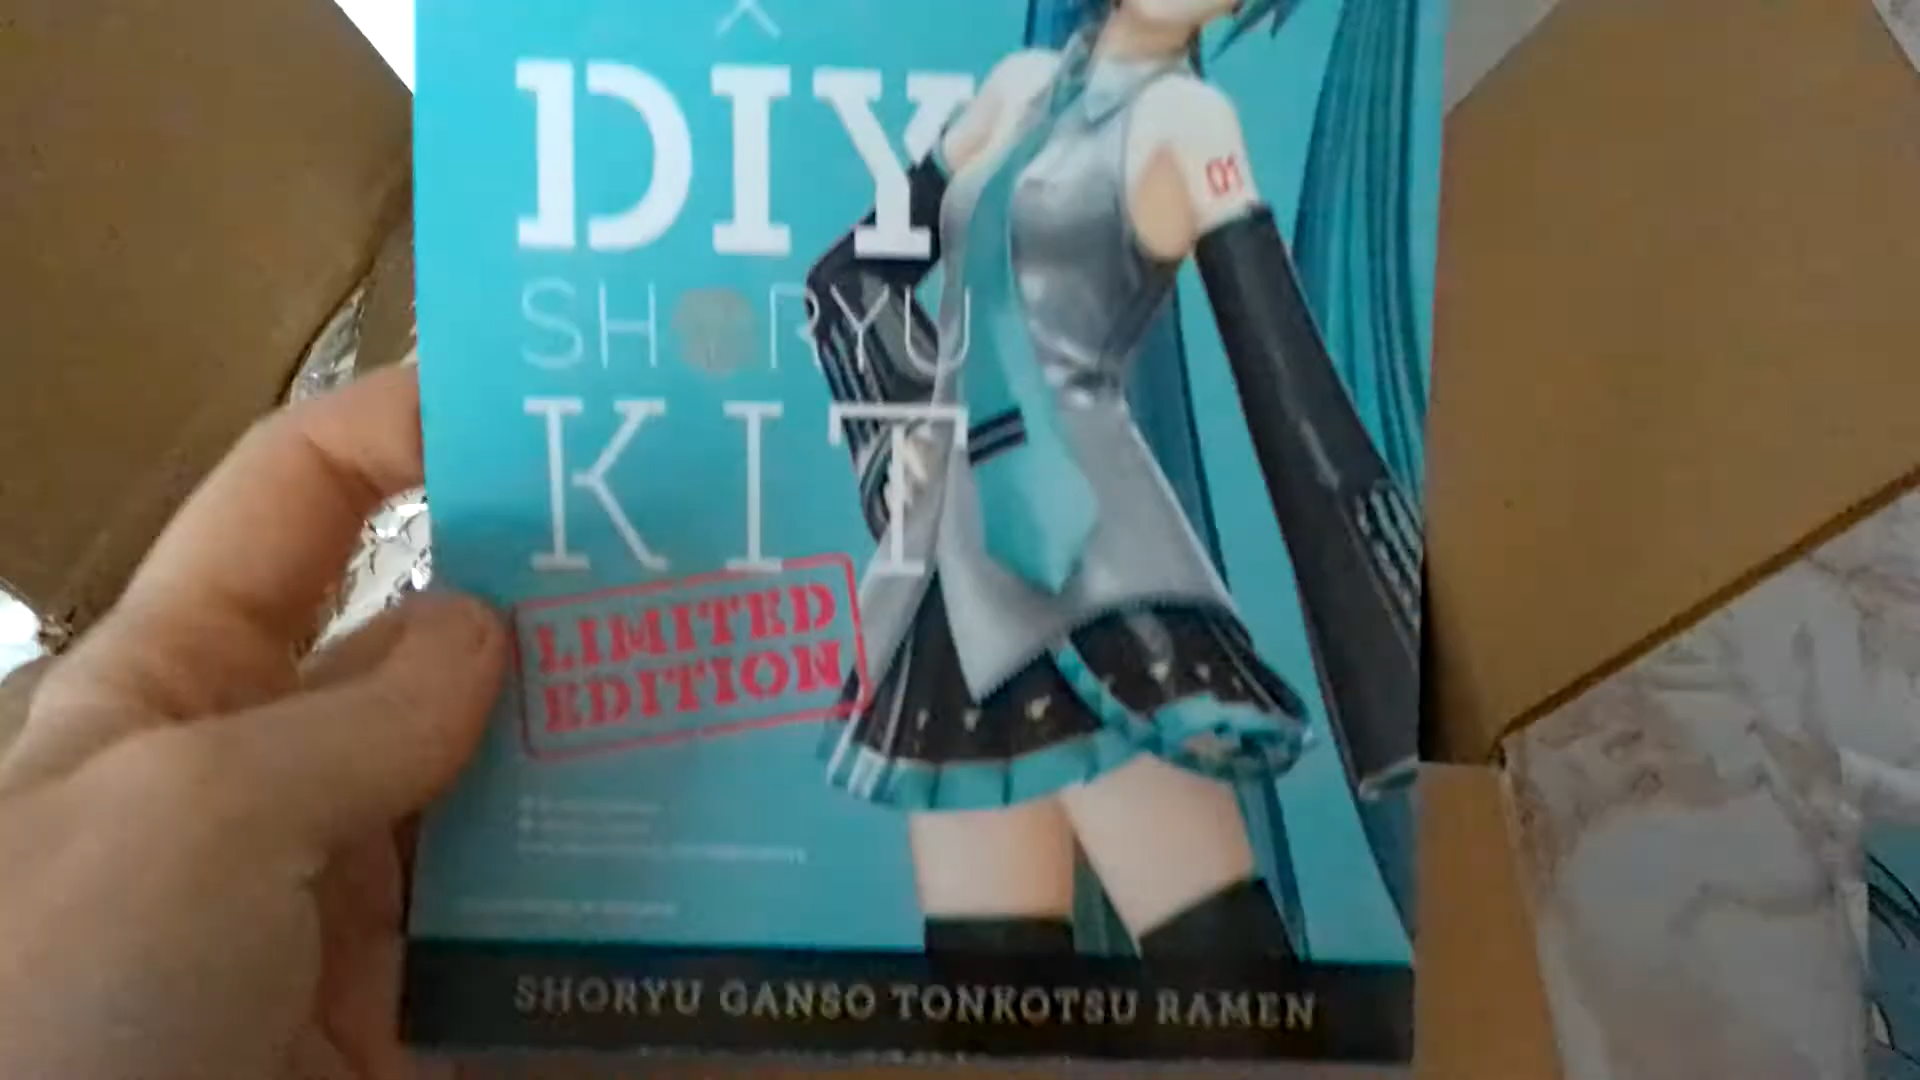 X
DIY
SHORYU
KIT
LIMITED
EDITION
01
SHORYU GANSO TONKOTSU RAMEN